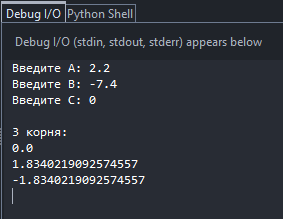 Debug I/O Python Shell
Debug I/O (stdin, stdout, stderr) appears below
Введите A: 2.2
Введите B: -7.4
Введите C: 0
3 корня:
0.0
1.8340219092574557
-1.8340219092574557